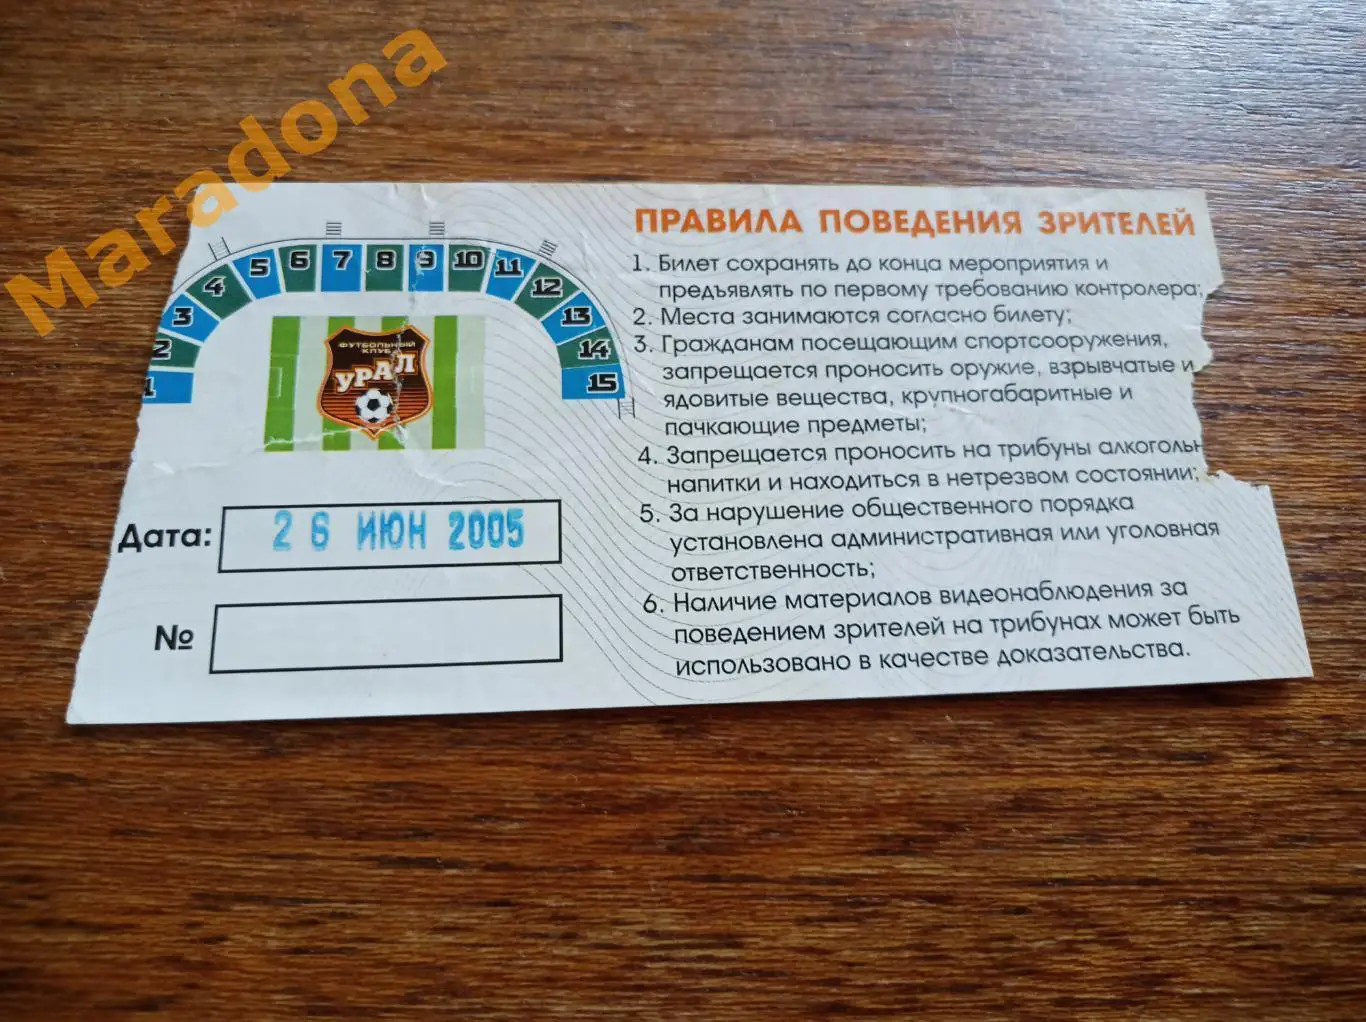 Maradona
ПРАВИЛА ПОВЕДЕНИЯ ЗРИТЕЛЕЙ
1. Билет сохранять до конца мероприятия и
предъявлять по первому требованию контролера;
2. Места занимаются согласно билету;
3. Гражданам посещающим спортсооружения,
запрещается проносить оружие, взрывчатые и
ядовитые вещества, крупногабаритные и
пачкающие предметы;
4. Запрещается проносить на трибуны алкогольн
напитки и находиться в нетрезвом состоянии;
5. За нарушение общественного порядка
установлена административная или уголовная
ответственность;
6. Наличие материалов видеонаблюдения за
поведением зрителей на трибунах может быть
использовано в качестве доказательства.
1 2 3 4 5 6 7 8 9 10 11 12 13 14 15
ФУТБОЛЬНЫЙ
КЛУБ
УРАЛ
Дата: 26 ИЮН 2005
№